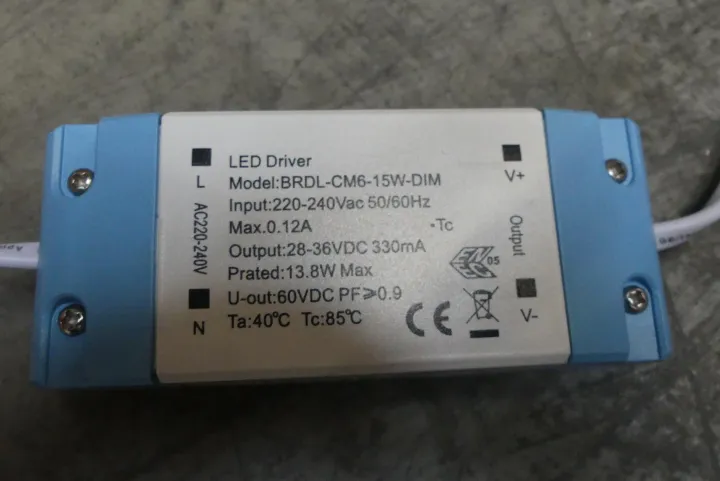 LED Driver
Model:BRDL-CM6-15W-DIM
Input:220-240Vac 50/60Hz
Max.0.12A
•Tc
Output:28-36VDC 330mA
Prated:13.8W Max
U-out:60VDC PF⩾0.9
Ta:40℃ Tc:85℃
L
AC220-240V
N
V+
Output
V-
05
CE